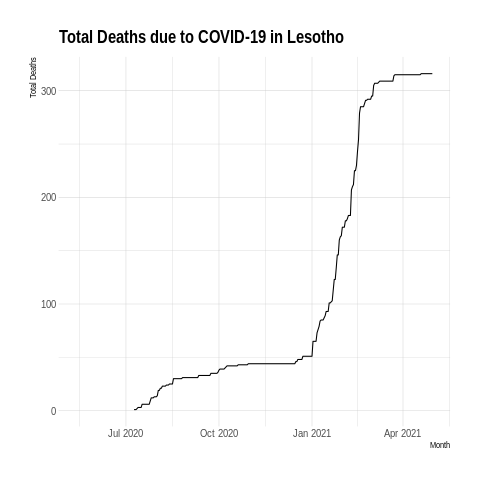 Total Deaths due to COVID-19 in Lesotho
Total Deaths
300
200
100
0
Jul 2020 Oct 2020 Jan 2021 Apr 2021
Month